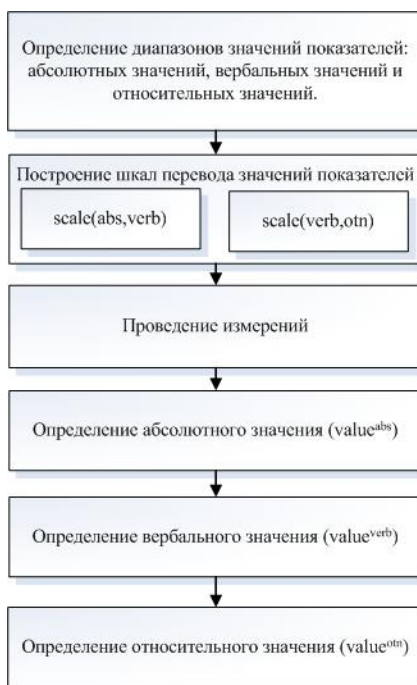 Определение диапазонов значений показателей:
абсолютных значений, вербальных значений и
относительных значений.
Построение шкал перевода значений показателей
scale(abs,verb)
scale(verb,otn)
Проведение измерений
Определение абсолютного значения (value^abs)
Определение вербального значения (value^verb)
Определение относительного значения (value^otn)